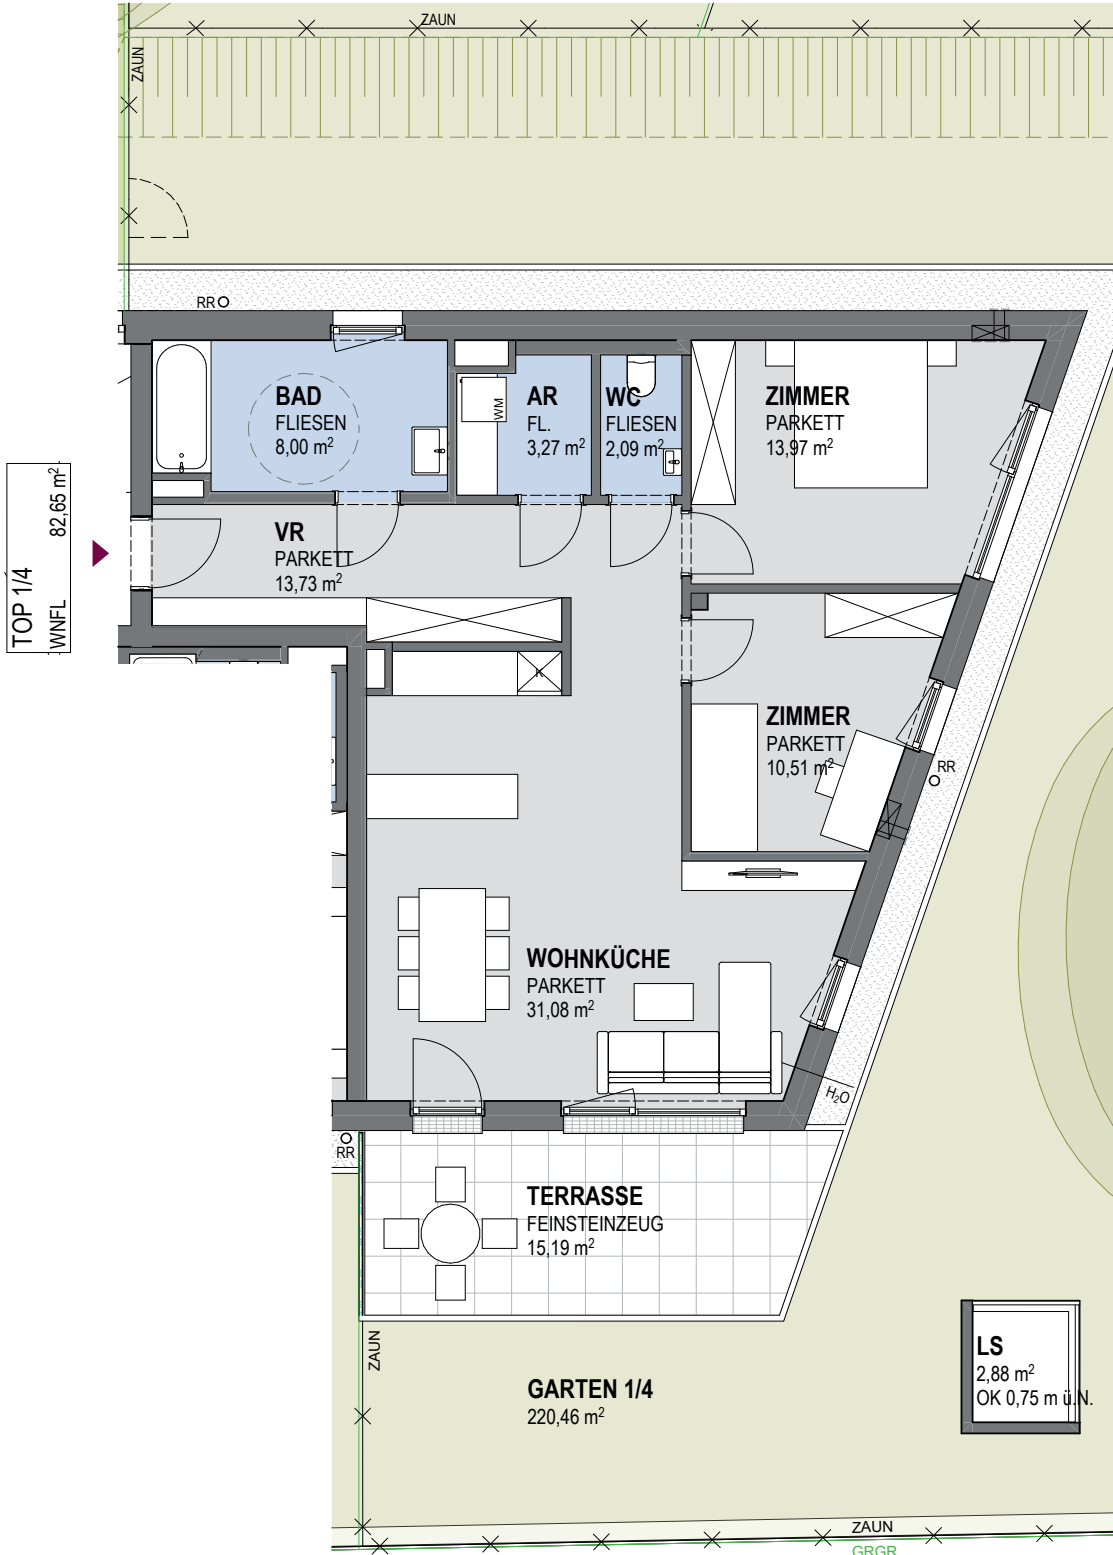 ZAUN
ZAUN
RR
BAD
FLIESEN
8,00 m²
AR
FL.
3,27 m²
WM
WC
FLIESEN
2,09 m²
ZIMMER
PARKETT
13,97 m²
TOP 1/4
WNFL 82,65 m²
VR
PARKETT
13,73 m²
K
ZIMMER
PARKETT
10,51 m²
RR
WOHNKÜCHE
PARKETT
31,08 m²
H₂O
RR
TERRASSE
FEINSTEINZEUG
15,19 m²
ZAUN
GARTEN 1/4
220,46 m²
LS
2,88 m²
OK 0,75 m ü.N.
ZAUN
GRGR